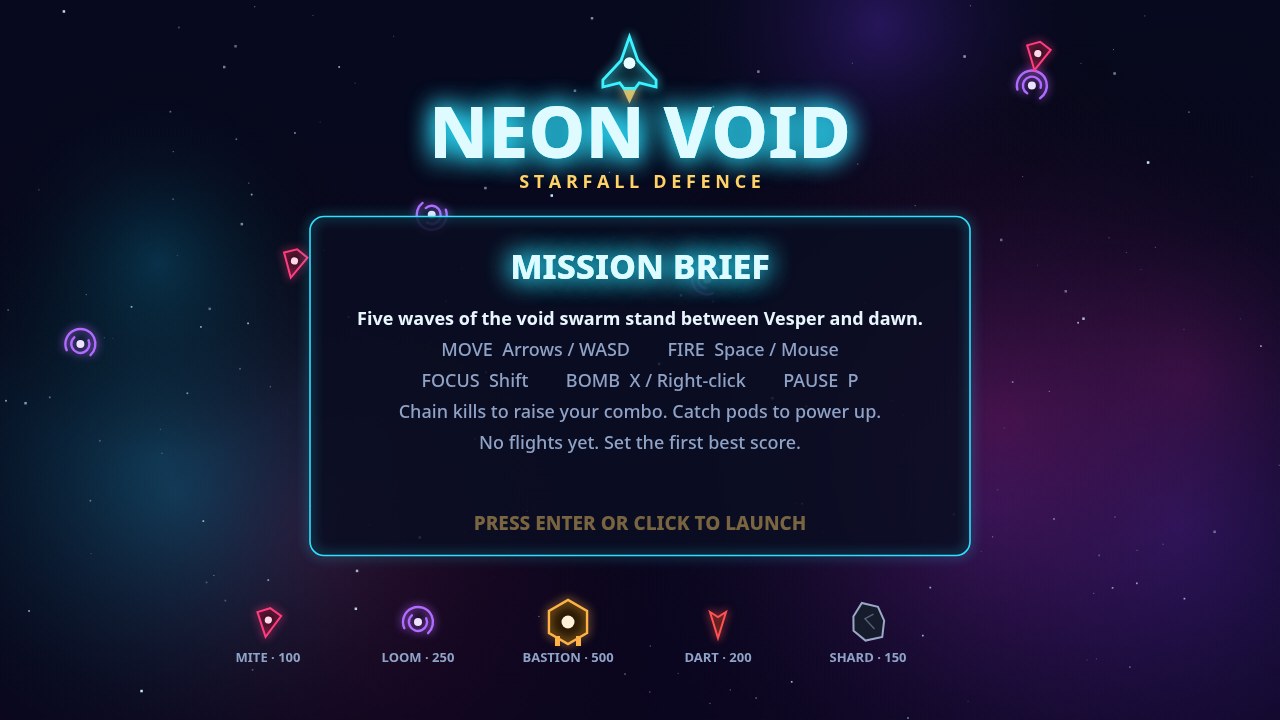 NEON VOID
STARFALL DEFENCE
MISSION BRIEF
Five waves of the void swarm stand between Vesper and dawn.
MOVE Arrows / WASD FIRE Space / Mouse
FOCUS Shift BOMB X / Right-click PAUSE P
Chain kills to raise your combo. Catch pods to power up.
No flights yet. Set the first best score.
PRESS ENTER OR CLICK TO LAUNCH
MITE · 100 LOOM · 250 BASTION · 500 DART · 200 SHARD · 150